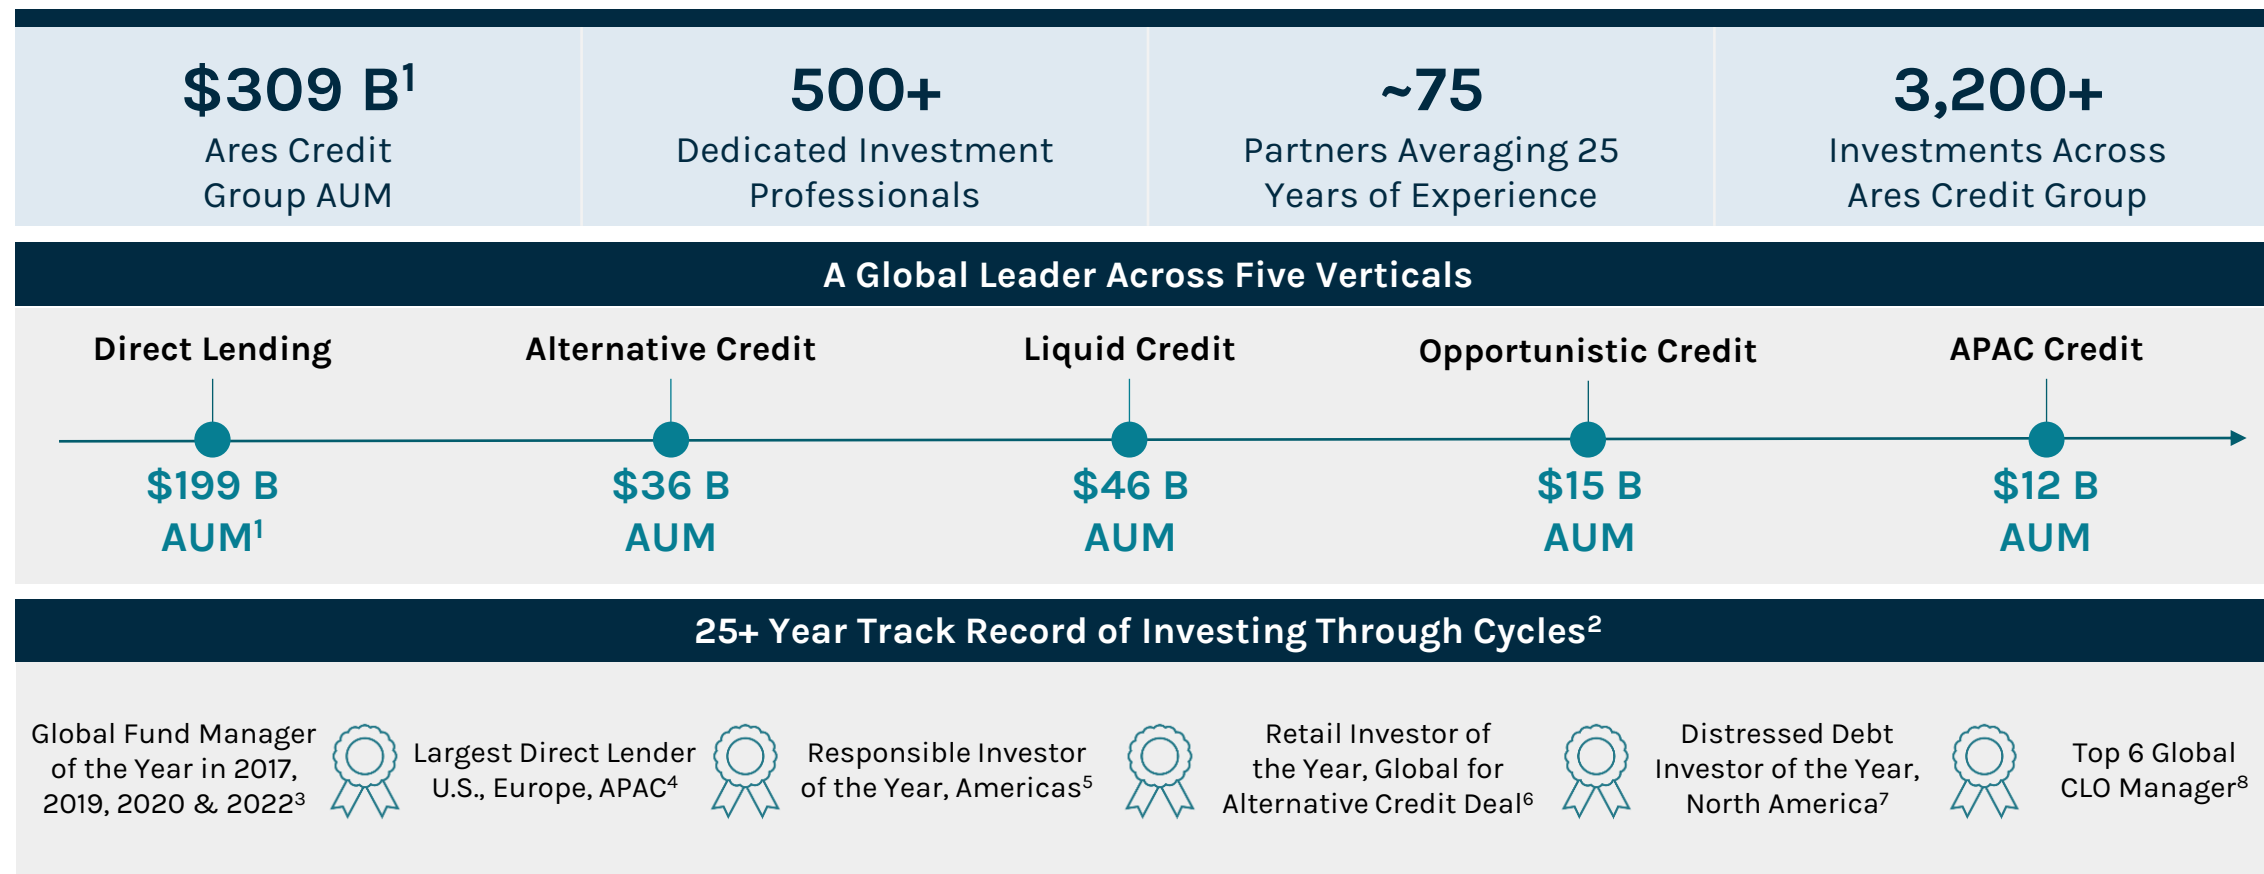 $309 B¹
Ares Credit
Group AUM
500+
Dedicated Investment
Professionals
~75
Partners Averaging 25
Years of Experience
3,200+
Investments Across
Ares Credit Group
A Global Leader Across Five Verticals
Direct Lending
$199 B
AUM¹
Alternative Credit
$36 B
AUM
Liquid Credit
$46 B
AUM
Opportunistic Credit
$15 B
AUM
APAC Credit
$12 B
AUM
25+ Year Track Record of Investing Through Cycles²
Global Fund Manager
of the Year in 2017,
2019, 2020 & 2022³
Largest Direct Lender
U.S., Europe, APAC⁴
Responsible Investor
of the Year, Americas⁵
Retail Investor of
the Year, Global for
Alternative Credit Deal⁶
Distressed Debt
Investor of the Year,
North America⁷
Top 6 Global
CLO Manager⁸